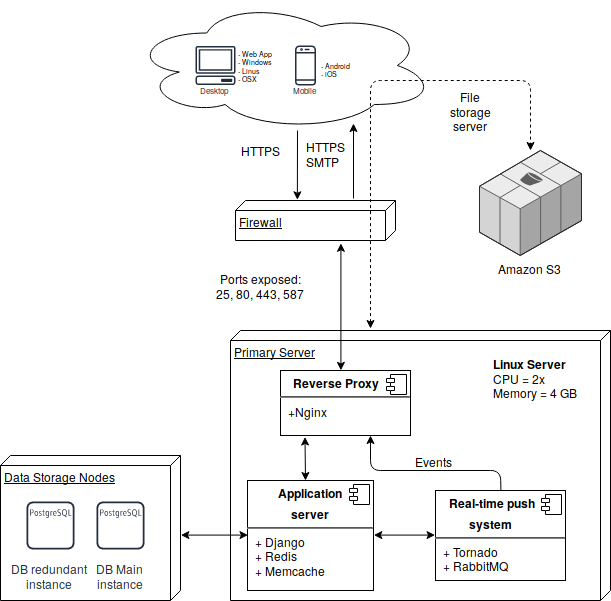 - Web App
- Windows
- Linus
- OSX
Desktop
- Android
- iOS
Mobile
HTTPS
HTTPS
SMTP
File
storage
server
Amazon S3
Firewall
Ports exposed:
25, 80, 443, 587
Primary Server
Linux Server
CPU = 2x
Memory = 4 GB
Reverse Proxy
+Nginx
Events
Data Storage Nodes
PostgreSQL
PostgreSQL
DB redundant
instance
DB Main
instance
Application
server
+ Django
+ Redis
+ Memcache
Real-time push
system
+ Tornado
+ RabbitMQ